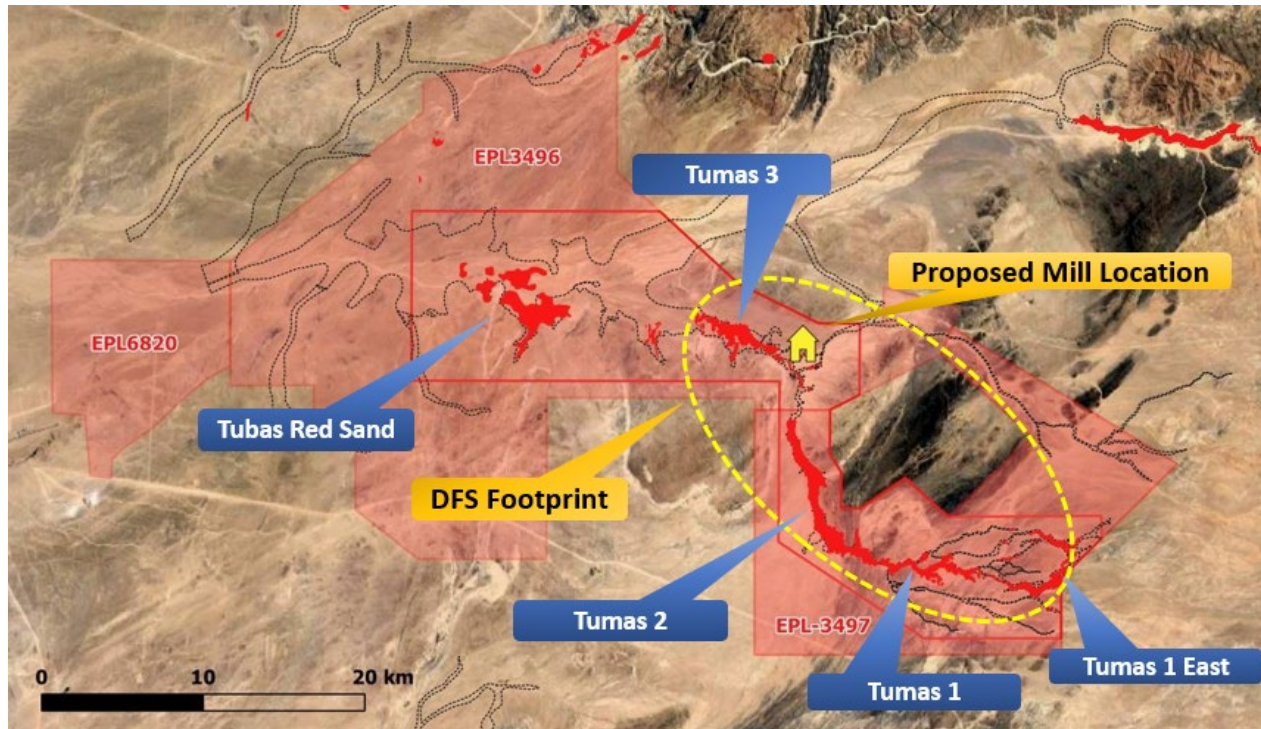 EPL3496
Tumas 3
Proposed Mill Location
EPL6820
Tubas Red Sand
DFS Footprint
Tumas 2
EPL-3497
Tumas 1 East
Tumas 1
0 10 20 km